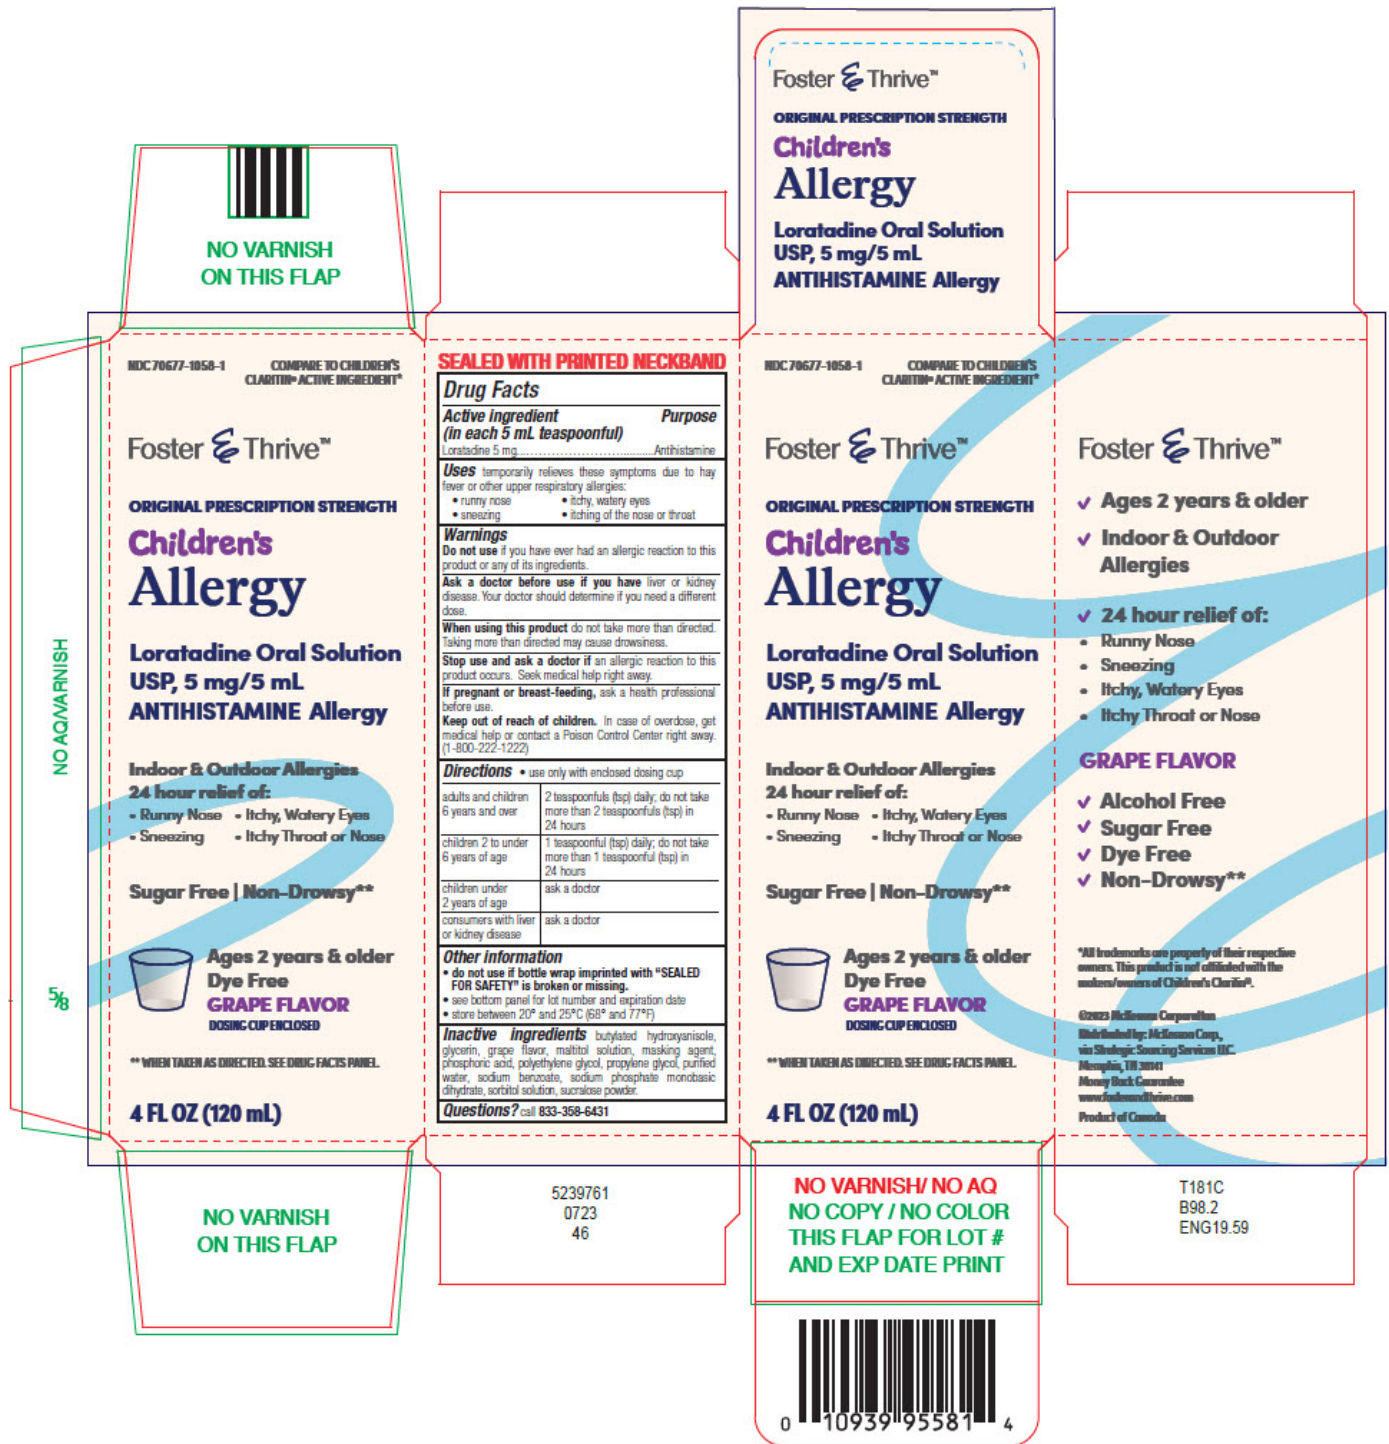 Foster & Thrive™
ORIGINAL PRESCRIPTION STRENGTH
Children's
Allergy
Loratadine Oral Solution
USP, 5 mg/5 mL
ANTIHISTAMINE Allergy
NO VARNISH
ON THIS FLAP
NO AQ/VARNISH
5/8
NDC 70677-1058-1
COMPARE TO CHILDREN'S
CLARITIN® ACTIVE INGREDIENT*
Foster & Thrive™
ORIGINAL PRESCRIPTION STRENGTH
Children's
Allergy
Loratadine Oral Solution
USP, 5 mg/5 mL
ANTIHISTAMINE Allergy
Indoor & Outdoor Allergies
24 hour relief of:
• Runny Nose • Itchy, Watery Eyes
• Sneezing • Itchy Throat or Nose
Sugar Free | Non-Drowsy**
Ages 2 years & older
Dye Free
GRAPE FLAVOR
DOSING CUP ENCLOSED
** WHEN TAKEN AS DIRECTED. SEE DRUG FACTS PANEL.
4 FL OZ (120 mL)
NO VARNISH
ON THIS FLAP
SEALED WITH PRINTED NECKBAND
Drug Facts
Active ingredient Purpose
(in each 5 mL teaspoonful)
Loratadine 5 mg..................................Antihistamine
Uses temporarily relieves these symptoms due to hay
fever or other upper respiratory allergies:
• runny nose • itchy, watery eyes
• sneezing • itching of the nose or throat
Warnings
Do not use if you have ever had an allergic reaction to this
product or any of its ingredients.
Ask a doctor before use if you have liver or kidney
disease. Your doctor should determine if you need a different
dose.
When using this product do not take more than directed.
Taking more than directed may cause drowsiness.
Stop use and ask a doctor if an allergic reaction to this
product occurs. Seek medical help right away.
If pregnant or breast-feeding, ask a health professional
before use.
Keep out of reach of children. In case of overdose, get
medical help or contact a Poison Control Center right away.
(1-800-222-1222)
Directions • use only with enclosed dosing cup
adults and children 2 teaspoonfuls (tsp) daily; do not take
6 years and over more than 2 teaspoonfuls (tsp) in
24 hours
children 2 to under 1 teaspoonful (tsp) daily; do not take
6 years of age more than 1 teaspoonful (tsp) in
24 hours
children under ask a doctor
2 years of age
consumers with liver ask a doctor
or kidney disease
Other information
• do not use if bottle wrap imprinted with “SEALED
FOR SAFETY” is broken or missing.
• see bottom panel for lot number and expiration date
• store between 20° and 25°C (68° and 77°F)
Inactive ingredients butylated hydroxyanisole,
glycerin, grape flavor, maltitol solution, masking agent,
phosphoric acid, polyethylene glycol, propylene glycol, purified
water, sodium benzoate, sodium phosphate monobasic
dihydrate, sorbitol solution, sucralose powder.
Questions? call 833-358-6431
5239761
0723
46
NDC 70677-1058-1
COMPARE TO CHILDREN'S
CLARITIN® ACTIVE INGREDIENT*
Foster & Thrive™
ORIGINAL PRESCRIPTION STRENGTH
Children's
Allergy
Loratadine Oral Solution
USP, 5 mg/5 mL
ANTIHISTAMINE Allergy
Indoor & Outdoor Allergies
24 hour relief of:
• Runny Nose • Itchy, Watery Eyes
• Sneezing • Itchy Throat or Nose
Sugar Free | Non-Drowsy**
Ages 2 years & older
Dye Free
GRAPE FLAVOR
DOSING CUP ENCLOSED
** WHEN TAKEN AS DIRECTED. SEE DRUG FACTS PANEL.
4 FL OZ (120 mL)
NO VARNISH/ NO AQ
NO COPY / NO COLOR
THIS FLAP FOR LOT #
AND EXP DATE PRINT
0 10939 95581 4
Foster & Thrive™
Ages 2 years & older
Indoor & Outdoor
Allergies
24 hour relief of:
• Runny Nose
• Sneezing
• Itchy, Watery Eyes
• Itchy Throat or Nose
GRAPE FLAVOR
Alcohol Free
Sugar Free
Dye Free
Non-Drowsy**
*All trademarks are property of their respective
owners. This product is not affiliated with the
makers/owners of Children's Claritin®.
©2023 McKesson Corporation
Distributed by: McKesson Corp.,
via Strategic Sourcing Services LLC.
Memphis, TN 38141
Money Back Guarantee
www.fosterandthrive.com
Product of Canada
T181C
B98.2
ENG19.59